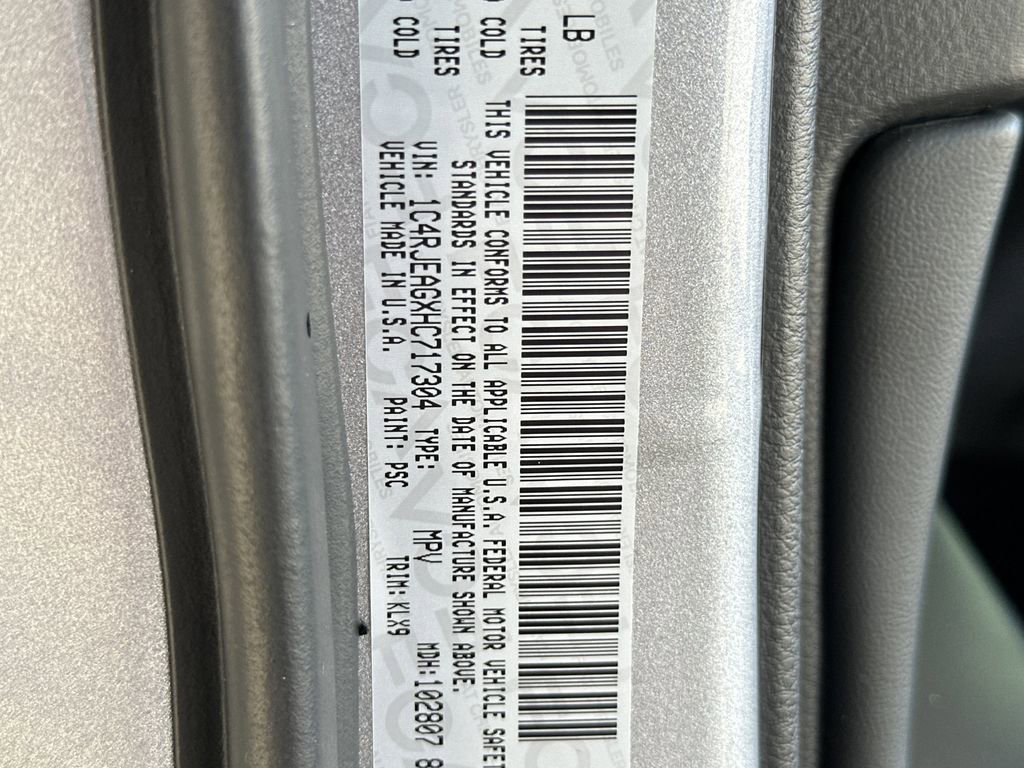 LB
TIRES COLD
TIRES COLD
THIS VEHICLE CONFORMS TO ALL APPLICABLE U.S.A. FEDERAL MOTOR VEHICLE SAFET
STANDARDS IN EFFECT ON THE DATE OF MANUFACTURE SHOWN ABOVE.
VIN: 1C4RJEAGXHC717304 TYPE: MPV MDH:102807 8
VEHICLE MADE IN U.S.A. PAINT: PSC TRIM: KLX9